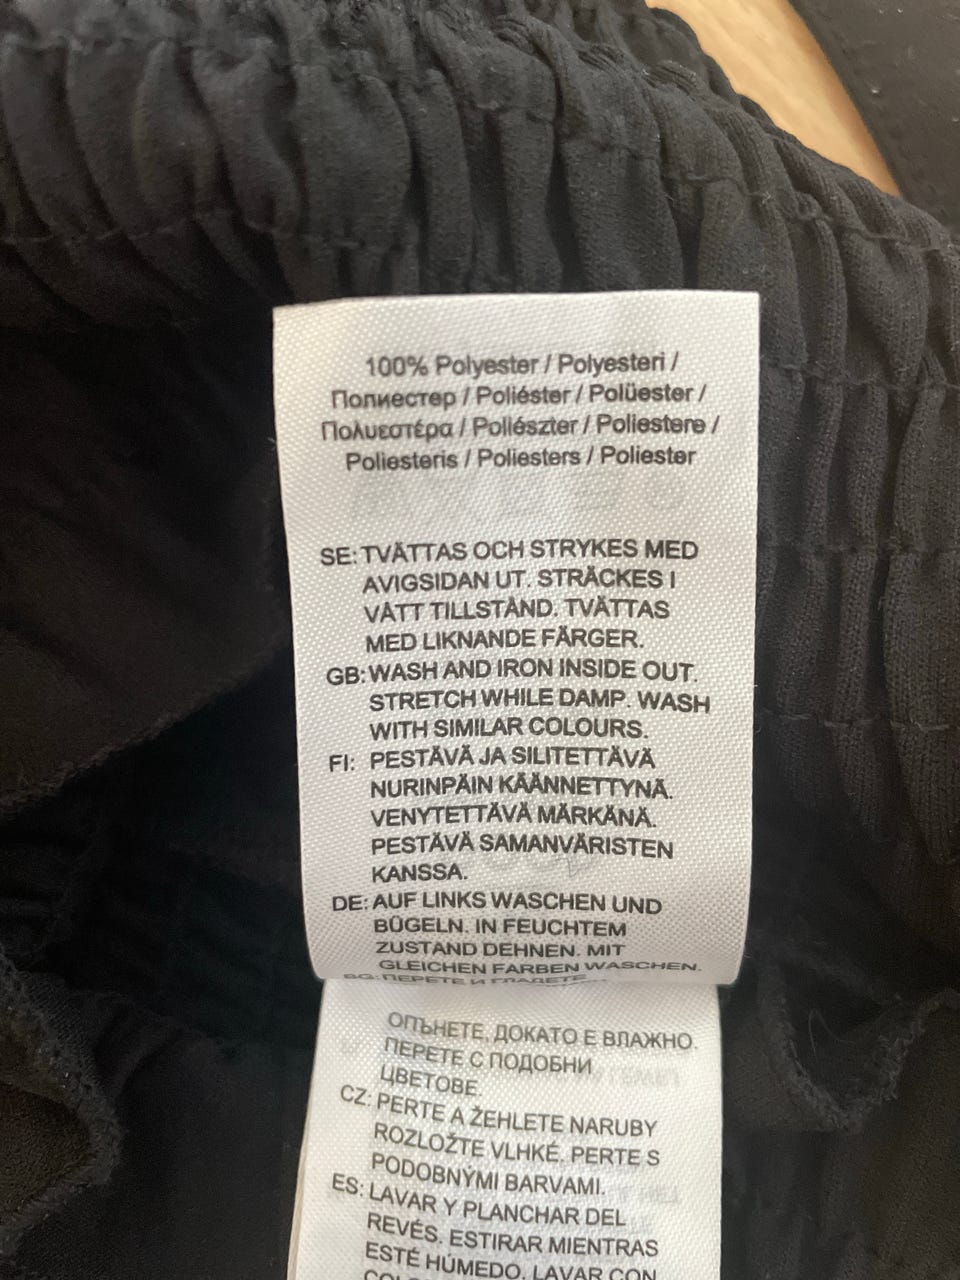 100% Polyester / Polyesteri /
Полиестер / Poliéster / Polüester /
Πολυεστέρα / Poliészter / Poliestere /
Poliesteris / Poliesters / Poliester
SE: TVÄTTAS OCH STRYKES MED
AVIGSIDAN UT. STRÄCKES I
VÅTT TILLSTÅND. TVÄTTAS
MED LIKNANDE FÄRGER.
GB: WASH AND IRON INSIDE OUT.
STRETCH WHILE DAMP. WASH
WITH SIMILAR COLOURS.
FI: PESTÄVÄ JA SILITETTÄVÄ
NURINPÄIN KÄÄNNETTYNÄ.
VENYTETTÄVÄ MÄRKÄNÄ.
PESTÄVÄ SAMANVÄRISTEN
KANSSA.
DE: AUF LINKS WASCHEN UND
BÜGELN. IN FEUCHTEM
ZUSTAND DEHNEN. MIT
GLEICHEN FARBEN WASCHEN.
BG: ПЕРЕТЕ И ГЛАДЕТЕ
ОПЪНЕТЕ, ДОКАТО Е ВЛАЖНО.
ПЕРЕТЕ С ПОДОБНИ
ЦВЕТОВЕ.
CZ: PERTE A ŽEHLETE NARUBY
ROZLOŽTE VLHKÉ. PERTE S
PODOBNÝMI BARVAMI.
ES: LAVAR Y PLANCHAR DEL
REVÉS. ESTIRAR MIENTRAS
ESTÉ HÚMEDO. LAVAR CON